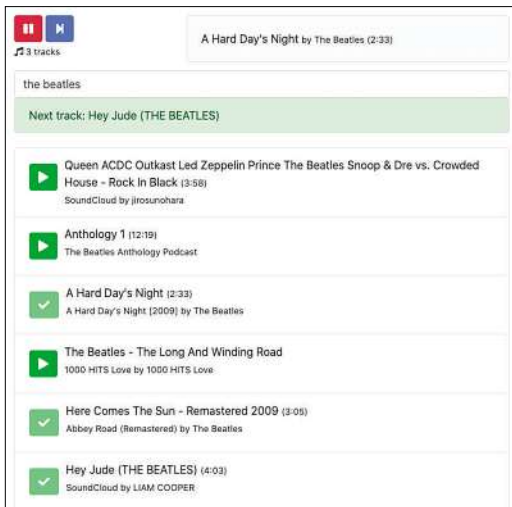 3 tracks
A Hard Day's Night by The Beatles (2:33)
the beatles
Next track: Hey Jude (THE BEATLES)
Queen ACDC Outkast Led Zeppelin Prince The Beatles Snoop & Dre vs. Crowded
House - Rock In Black (3:58)
SoundCloud by jirosunohara
Anthology 1 (12:19)
The Beatles Anthology Podcast
A Hard Day's Night (2:33)
A Hard Day's Night [2009] by The Beatles
The Beatles - The Long And Winding Road
1000 HITS Love by 1000 HITS Love
Here Comes The Sun - Remastered 2009 (3:05)
Abbey Road (Remastered) by The Beatles
Hey Jude (THE BEATLES) (4:03)
SoundCloud by LIAM COOPER